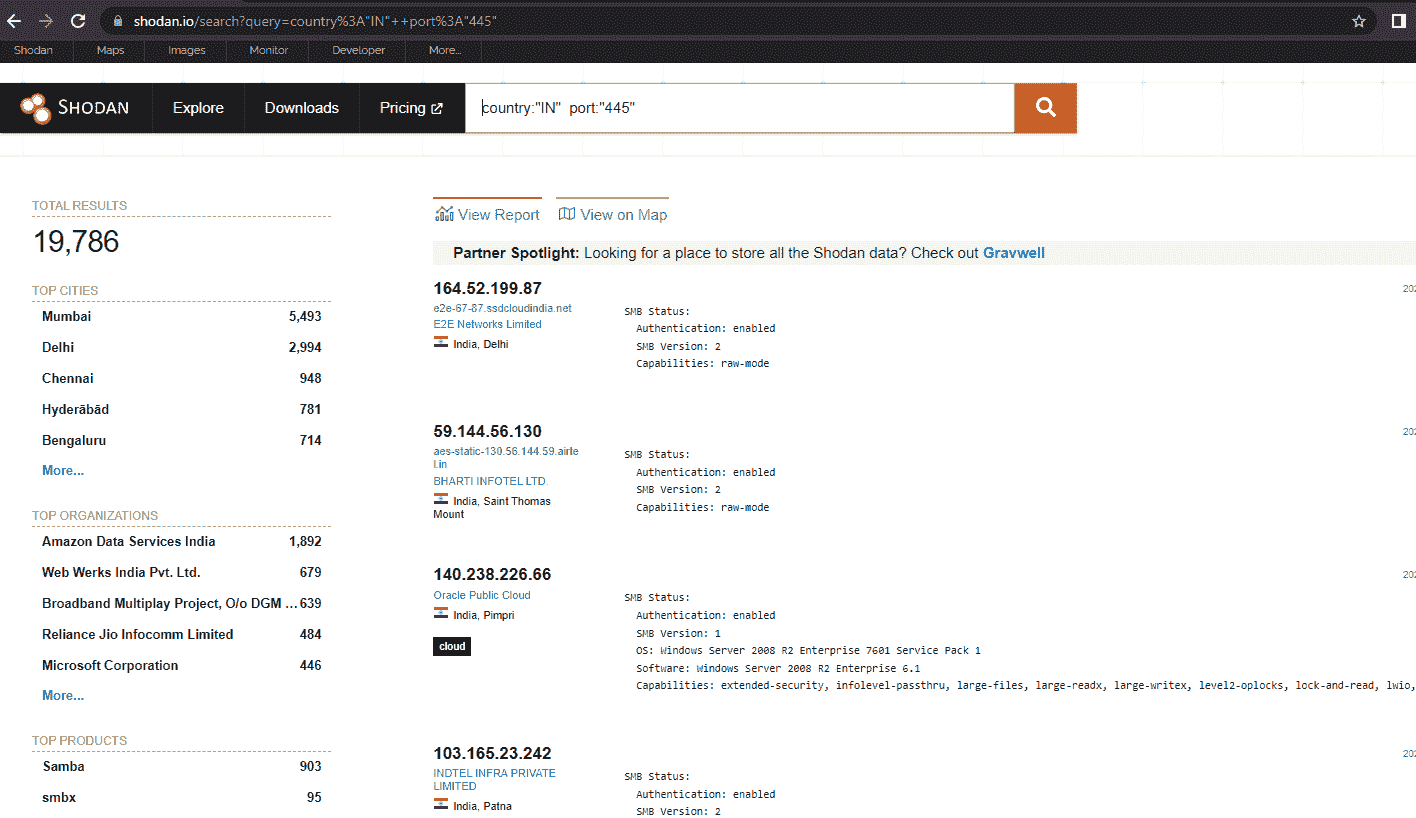 shodan.io/search?query=country%3A"IN"++port%3A"445"
Shodan Maps Images Monitor Developer More...
SHODAN Explore Downloads Pricing country:"IN" port:"445"
TOTAL RESULTS
19,786
TOP CITIES
Mumbai 5,493
Delhi 2,994
Chennai 948
Hyderābād 781
Bengaluru 714
More...
TOP ORGANIZATIONS
Amazon Data Services India 1,892
Web Werks India Pvt. Ltd. 679
Broadband Multiplay Project, O/o DGM ... 639
Reliance Jio Infocomm Limited 484
Microsoft Corporation 446
More...
TOP PRODUCTS
Samba 903
smbx 95
View Report View on Map
Partner Spotlight: Looking for a place to store all the Shodan data? Check out Gravwell
164.52.199.87
202
e2e-67-87.ssdcloudindia.net
E2E Networks Limited
India, Delhi
SMB Status:
Authentication: enabled
SMB Version: 2
Capabilities: raw-mode
59.144.56.130
202
aes-static-130.56.144.59.airte
l.in
BHARTI INFOTEL LTD.
India, Saint Thomas
Mount
SMB Status:
Authentication: enabled
SMB Version: 2
Capabilities: raw-mode
140.238.226.66
202
Oracle Public Cloud
India, Pimpri
cloud
SMB Status:
Authentication: enabled
SMB Version: 1
OS: Windows Server 2008 R2 Enterprise 7601 Service Pack 1
Software: Windows Server 2008 R2 Enterprise 6.1
Capabilities: extended-security, infolevel-passthru, large-files, large-readx, large-writex, level2-oplocks, lock-and-read, lwio,
103.165.23.242
202
INDTEL INFRA PRIVATE
LIMITED
India, Patna
SMB Status:
Authentication: enabled
SMB Version: 2